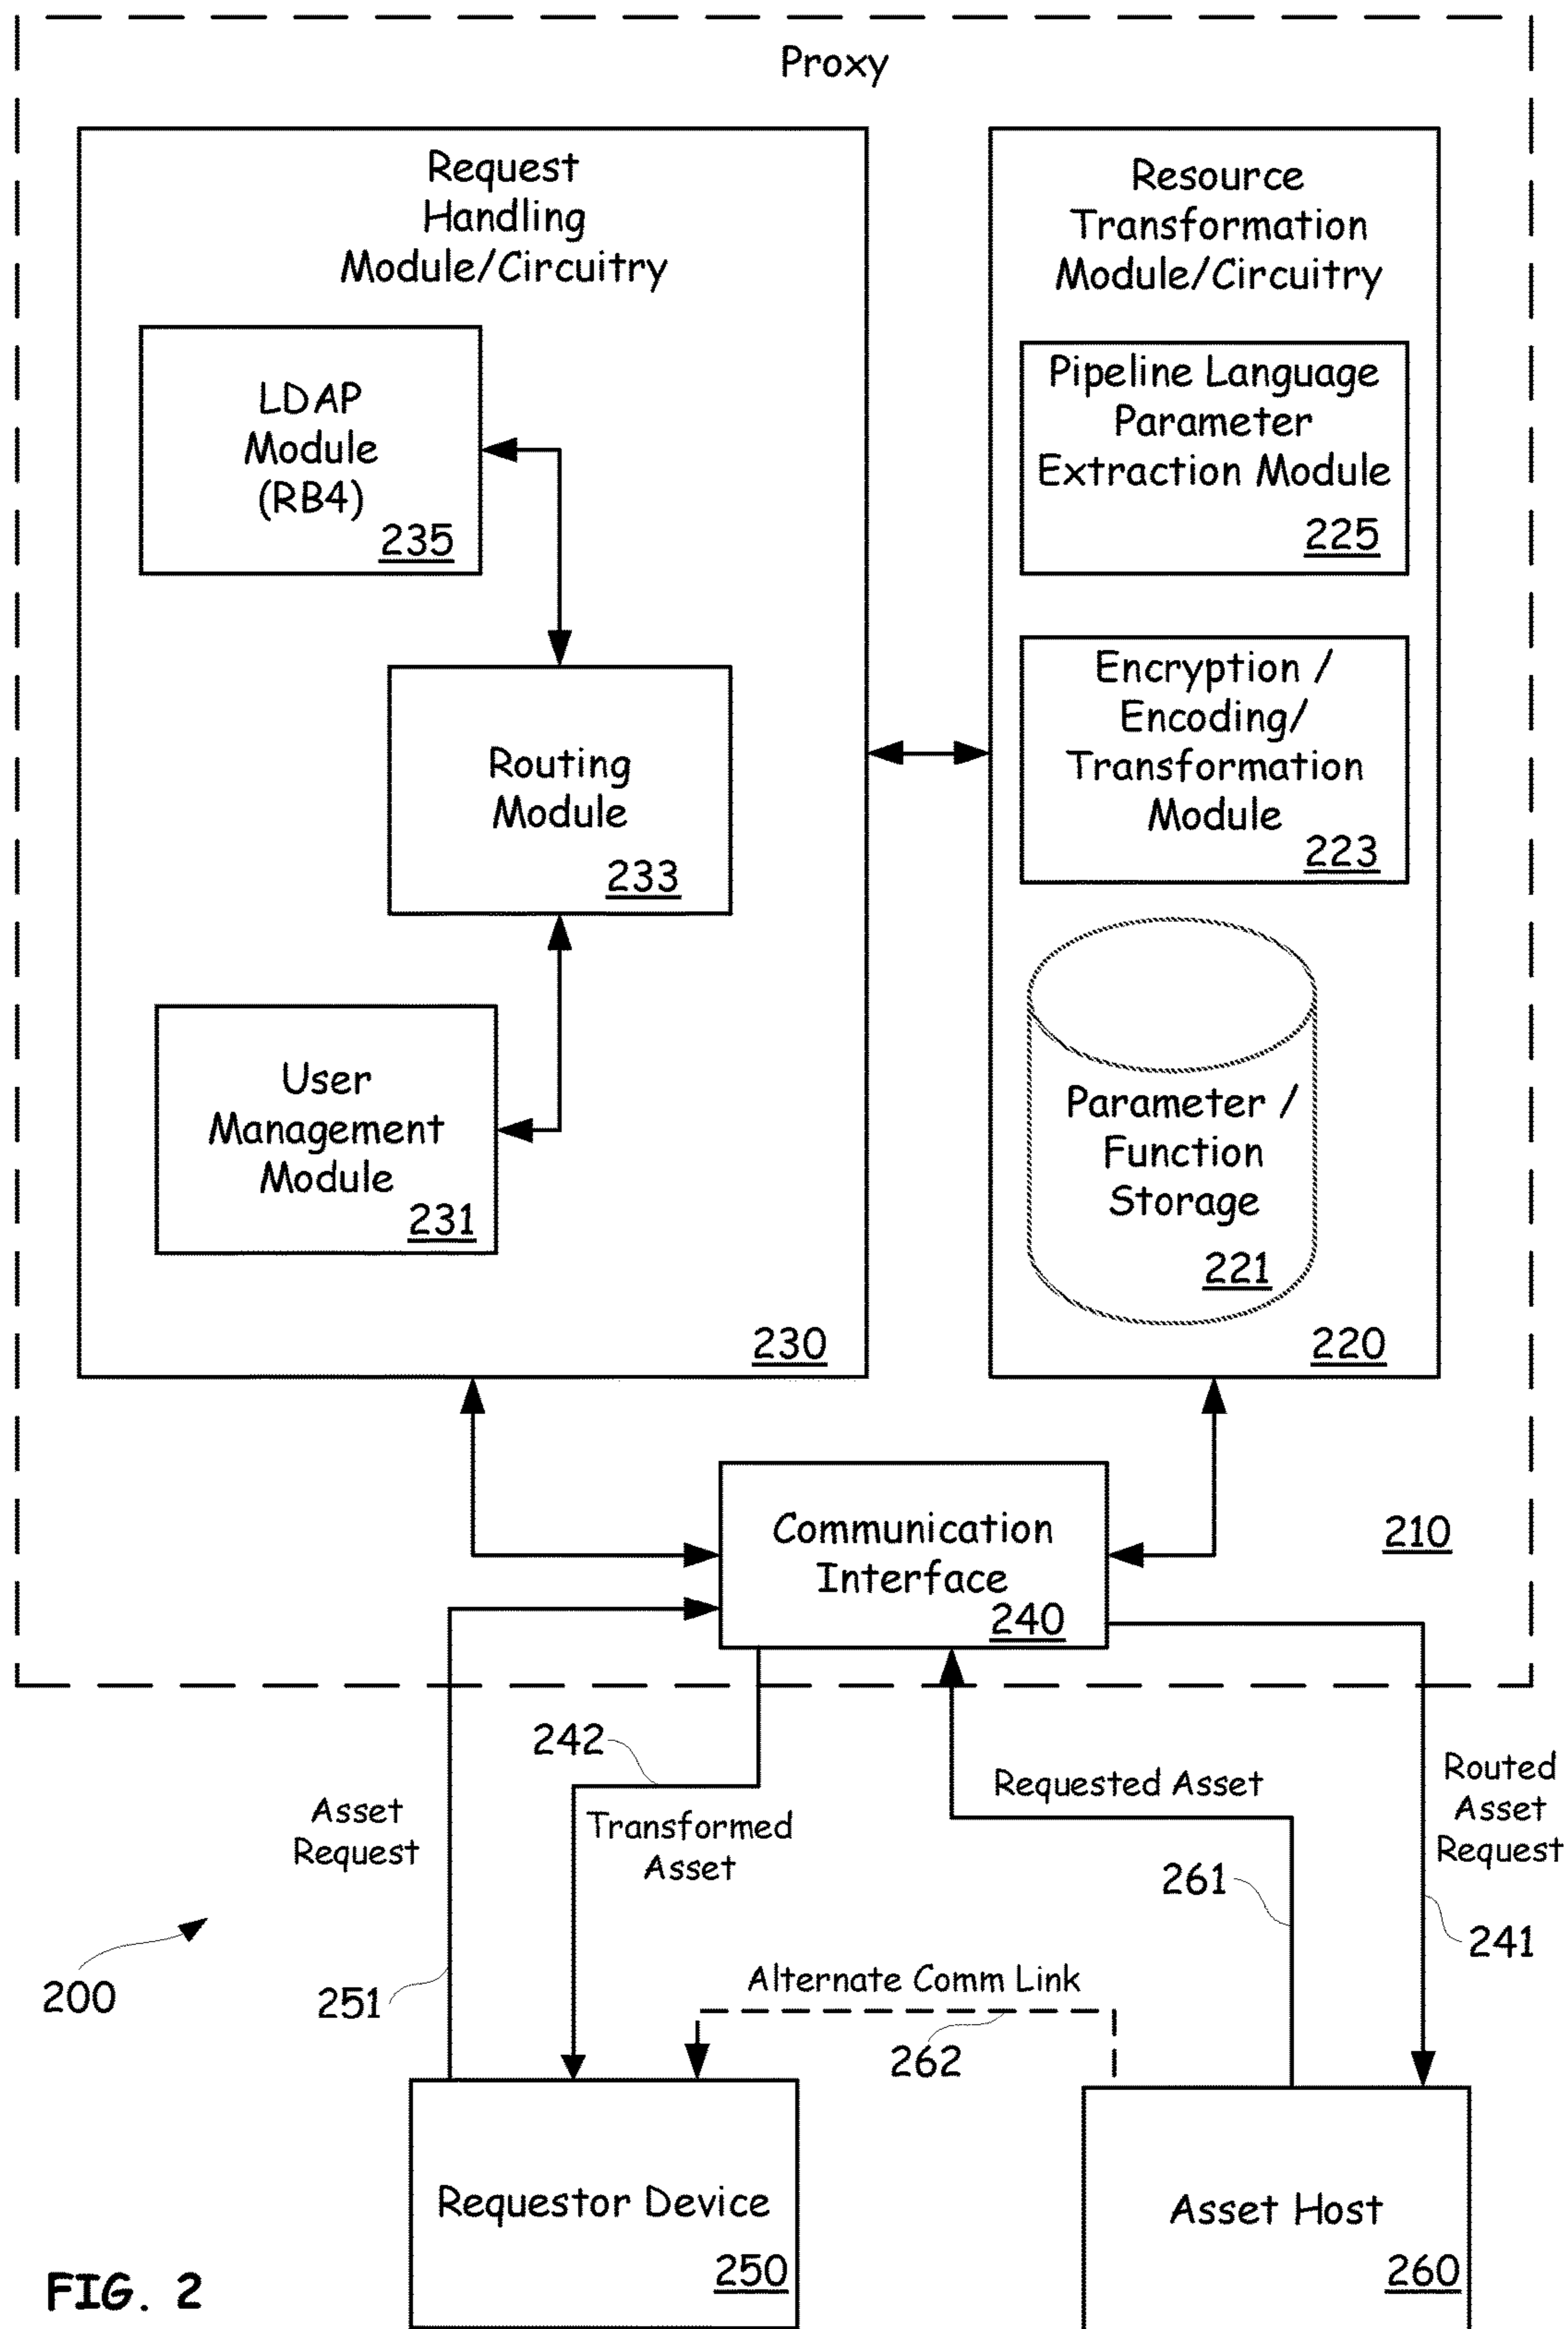 Proxy
Request
Handling
Module/Circuitry
LDAP
Module
(RB4)
235
Routing
Module
233
User
Management
Module
231
230
Resource
Transformation
Module/Circuitry
Pipeline Language
Parameter
Extraction Module
225
Encryption /
Encoding/
Transformation
Module
223
Parameter /
Function
Storage
221
220
Communication
Interface
240
210
242
Asset
Request
Transformed
Asset
Requested Asset
Routed
Asset
Request
261
241
200
251
Alternate Comm Link
262
Requestor Device
250
Asset Host
260
FIG. 2